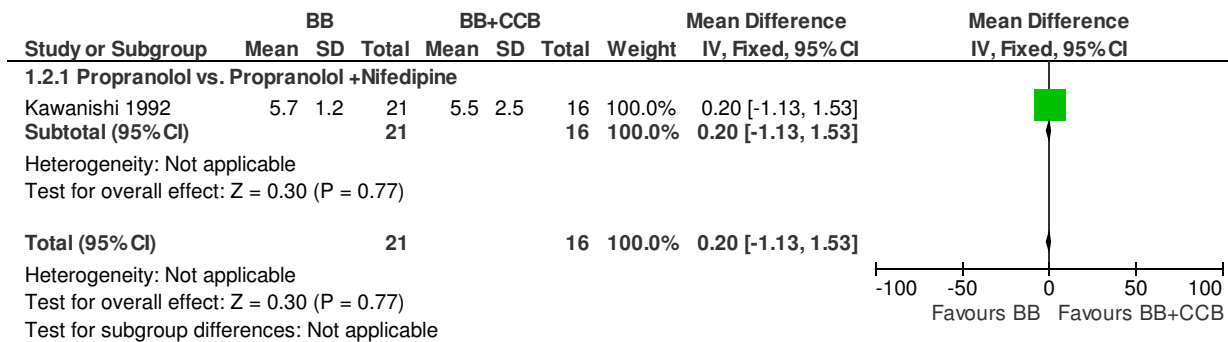 BB BB+CCB Mean Difference Mean Difference
Study or Subgroup Mean SD Total Mean SD Total Weight IV, Fixed, 95% CI IV, Fixed, 95% CI
1.2.1 Propranolol vs. Propranolol +Nifedipine
Kawanishi 1992 5.7 1.2 21 5.5 2.5 16 100.0% 0.20 [-1.13, 1.53]
Subtotal (95% CI) 21 16 100.0% 0.20 [-1.13, 1.53]
Heterogeneity: Not applicable
Test for overall effect: Z = 0.30 (P = 0.77)
Total (95% CI) 21 16 100.0% 0.20 [-1.13, 1.53]
Heterogeneity: Not applicable
Test for overall effect: Z = 0.30 (P = 0.77)
Test for subgroup differences: Not applicable
-100 -50 0 50 100
Favours BB Favours BB+CCB